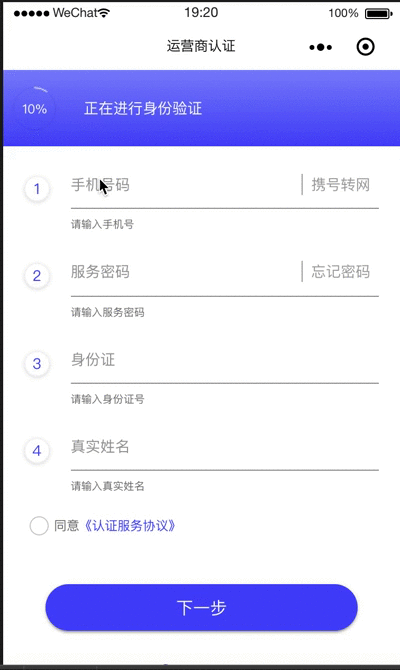 ●●●●● WeChat 19:20 100%
运营商认证
10% 正在进行身份验证
1 手机号码 携号转网
请输入手机号
2 服务密码 忘记密码
请输入服务密码
3 身份证
请输入身份证号
4 真实姓名
请输入真实姓名
同意《认证服务协议》
下一步